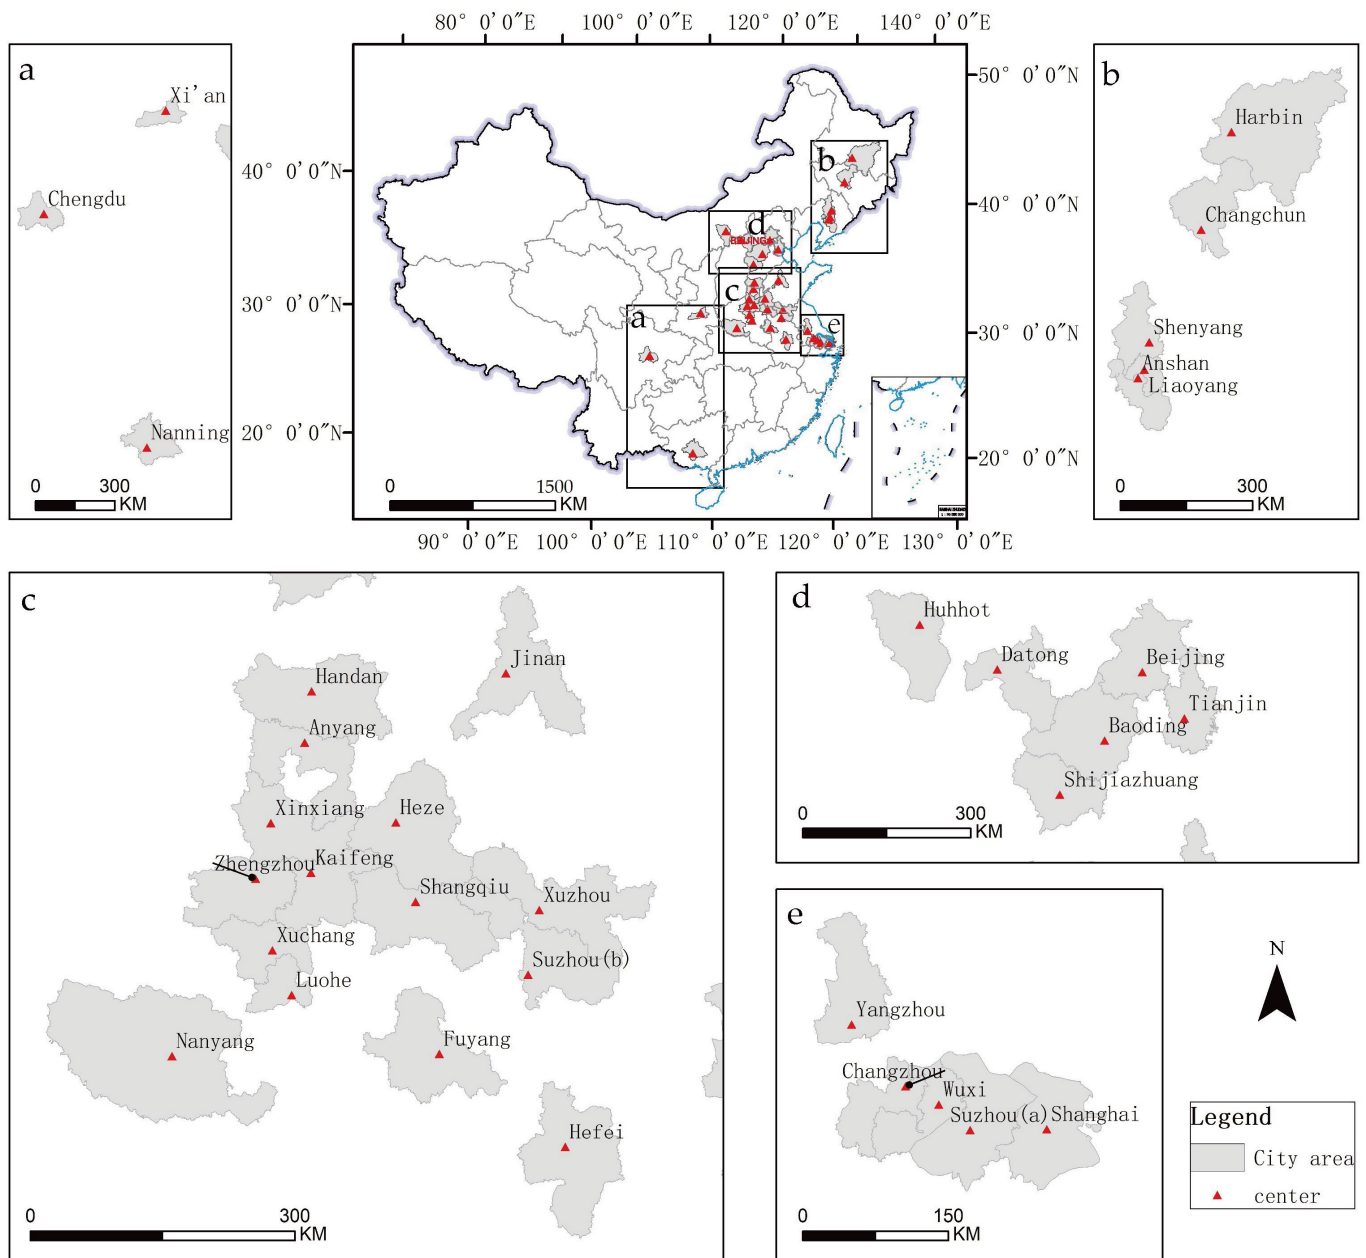 80° 0'0"E 100° 0'0"E 120° 0'0"E 140° 0'0"E
a
Xi'an
Chengdu
Nanning
0 300
KM
40° 0'0"N
30° 0'0"N
20° 0'0"N
b
d
BEIJING
c
a
e
0 1500
KM
50° 0'0"N
40° 0'0"N
30° 0'0"N
20° 0'0"N
90° 0'0"E 100° 0'0"E 110° 0'0"E 120° 0'0"E 130° 0'0"E
b
Harbin
Changchun
Shenyang
Anshan
Liaoyang
0 300
KM
c
Jinan
Handan
Anyang
Xinxiang
Heze
Zhengzhou
Kaifeng
Shangqiu
Xuzhou
Xuchang
Suzhou(b)
Luohe
Nanyang
Fuyang
Hefei
0 300
KM
d
Huhhot
Datong
Beijing
Tianjin
Baoding
Shijiazhuang
0 300
KM
e
Yangzhou
Changzhou
Wuxi
Suzhou(a) Shanghai
0 150
KM
N
Legend
City area
center